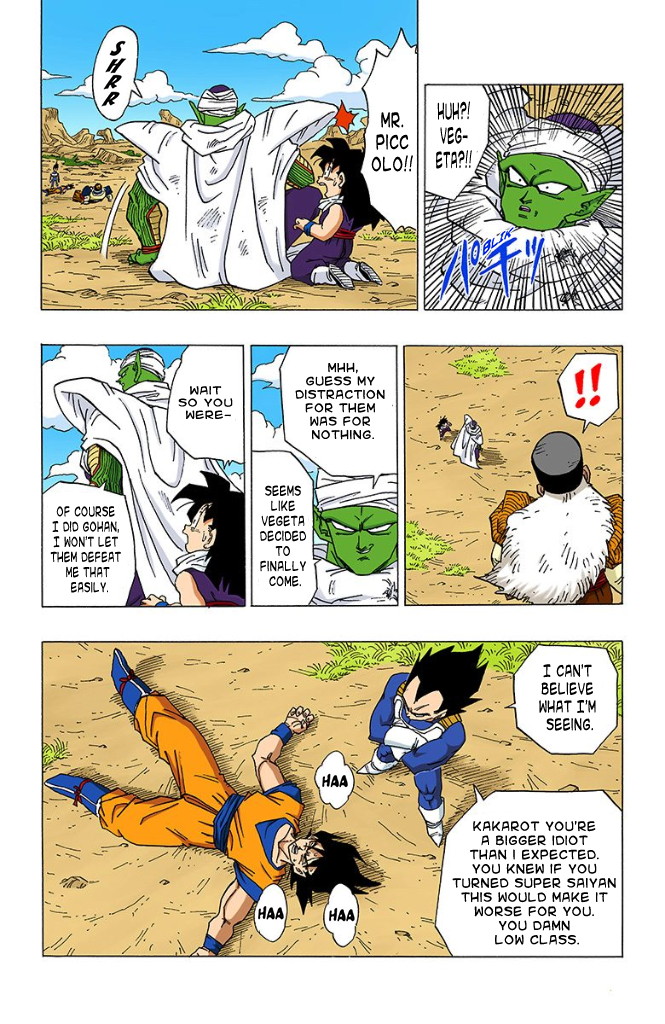 SHRR
MR.
PICC
OLO!!
HUH?!
VEG-
ETA?!!
BLIK
パキッ
WAIT
SO YOU
WERE-
OF COURSE
I DID GOHAN,
I WON'T LET
THEM DEFEAT
ME THAT
EASILY.
MHH,
GUESS MY
DISTRACTION
FOR THEM
WAS FOR
NOTHING.
SEEMS
LIKE
VEGETA
DECIDED
TO
FINALLY
COME.
!!
I CAN'T
BELIEVE
WHAT I'M
SEEING.
HAA
HAA
HAA
KAKAROT YOU'RE
A BIGGER IDIOT
THAN I EXPECTED.
YOU KNEW IF YOU
TURNED SUPER SAIYAN
THIS WOULD MAKE IT
WORSE FOR YOU.
YOU DAMN
LOW CLASS.